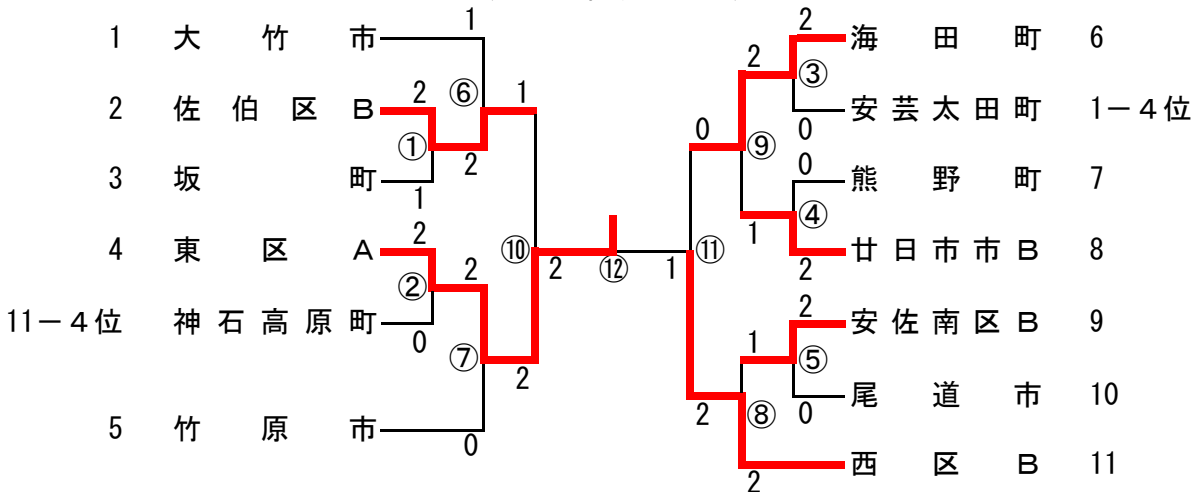 1 2
1 大竹市 海田町 6
2 ③
2 佐伯区B 2 ⑥ 1 安芸太田町 1－4位
① 0 ⑨ 0
2 0
3 坂町 熊野町 7
1 ④
4 東区A 2 ⑩ ⑪ 1 廿日市市B 8
2 2 ⑫ 1 2
② 2
11－4位 神石高原町 安佐南区B 9
0 ⑦ 1 ⑤
2
2 ⑧ 尾道市 10
5 竹原市 0 0
西区B 11
2